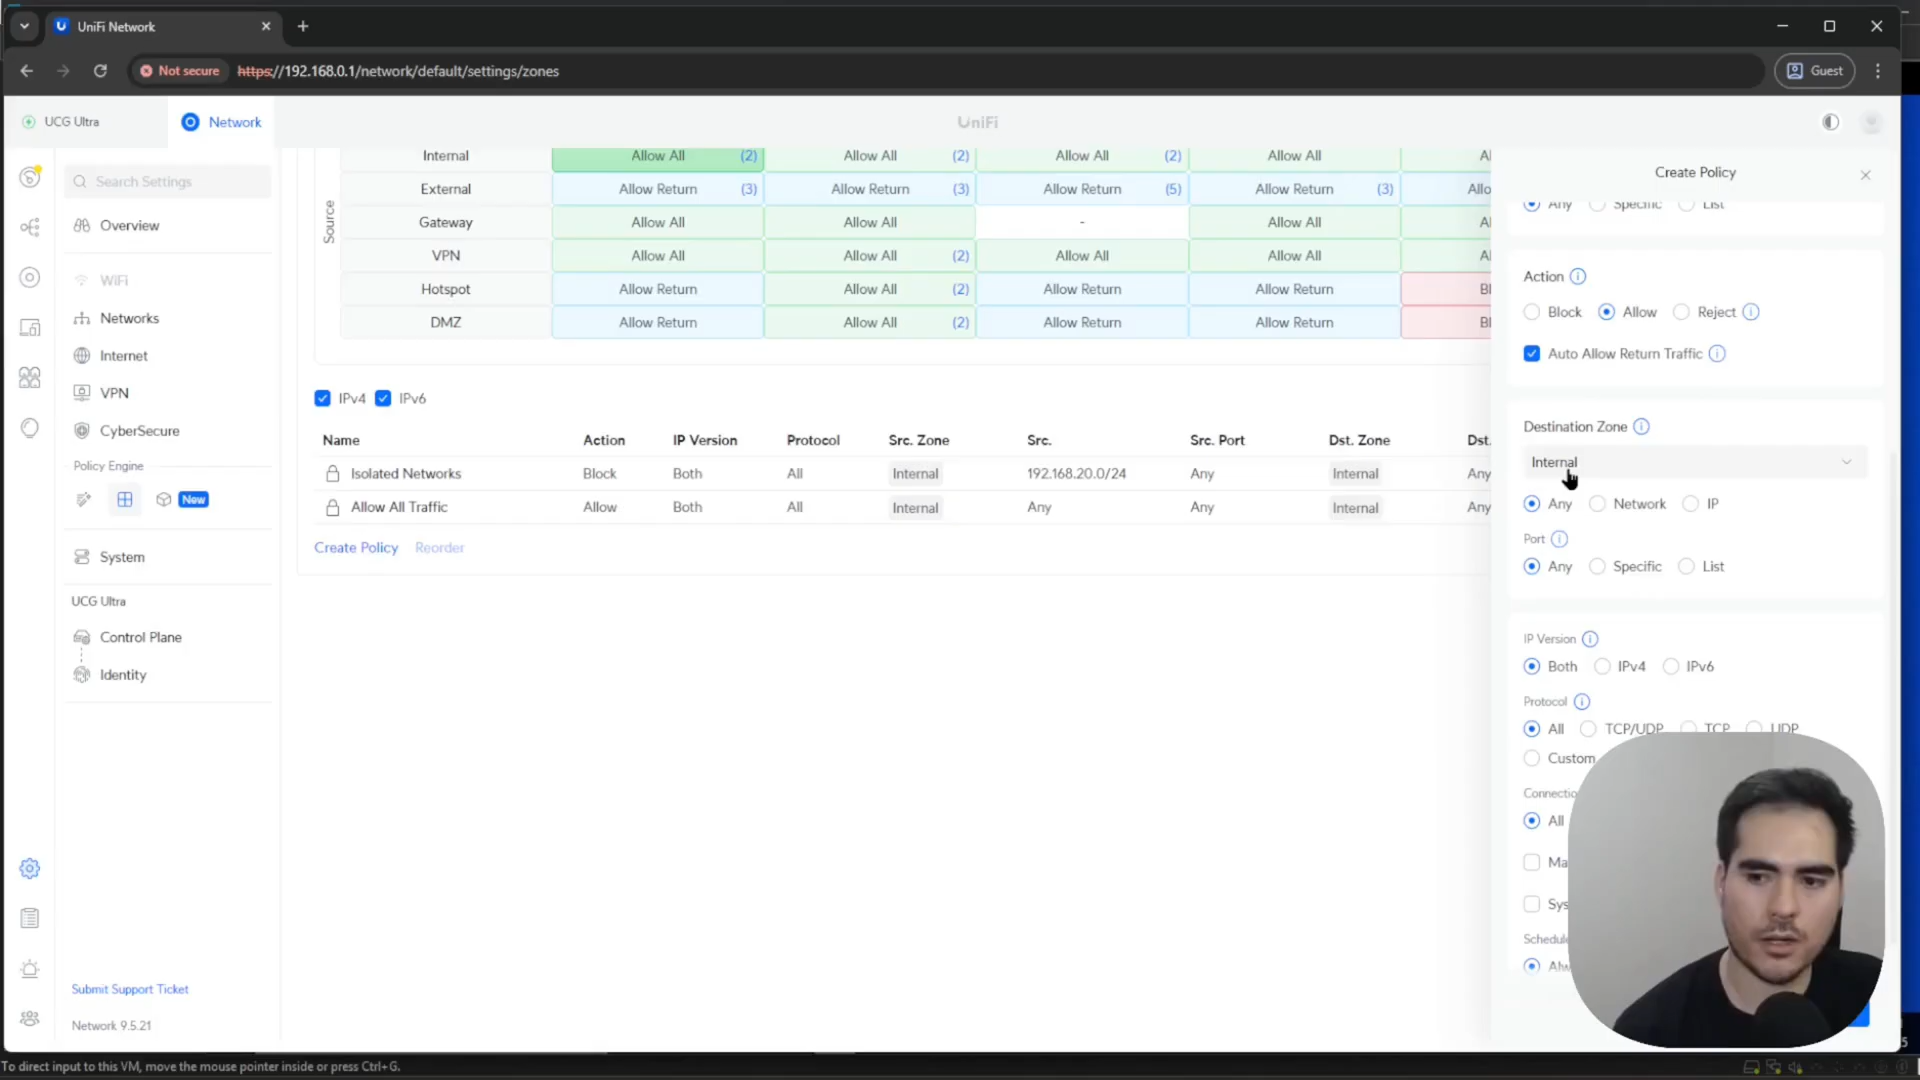 UniFi Network
Not secure https://192.168.0.1/network/default/settings/zones
Guest
UCG Ultra
Network
UniFi
Search Settings
Overview
WiFi
Networks
Internet
VPN
CyberSecure
Policy Engine
New
System
UCG Ultra
Control Plane
Identity
Submit Support Ticket
Network 9.5.21
Source
Internal Allow All (2) Allow All (2) Allow All (2) Allow All
External Allow Return (3) Allow Return (3) Allow Return (5) Allow Return (3)
Gateway Allow All Allow All - Allow All
VPN Allow All Allow All (2) Allow All Allow All
Hotspot Allow Return Allow All (2) Allow Return Allow Return
DMZ Allow Return Allow All (2) Allow Return Allow Return
IPv4 IPv6
Name Action IP Version Protocol Src. Zone Src. Src. Port Dst. Zone Dst.
Isolated Networks Block Both All Internal 192.168.20.0/24 Any Internal Any
Allow All Traffic Allow Both All Internal Any Any Internal Any
Create Policy Reorder
Create Policy
Any Specific List
Action
Block Allow Reject
Auto Allow Return Traffic
Destination Zone
Internal
Any Network IP
Port
Any Specific List
IP Version
Both IPv4 IPv6
Protocol
All TCP/UDP TCP UDP
Custom
All
To direct input to this VM, move the mouse pointer inside or press Ctrl+G.